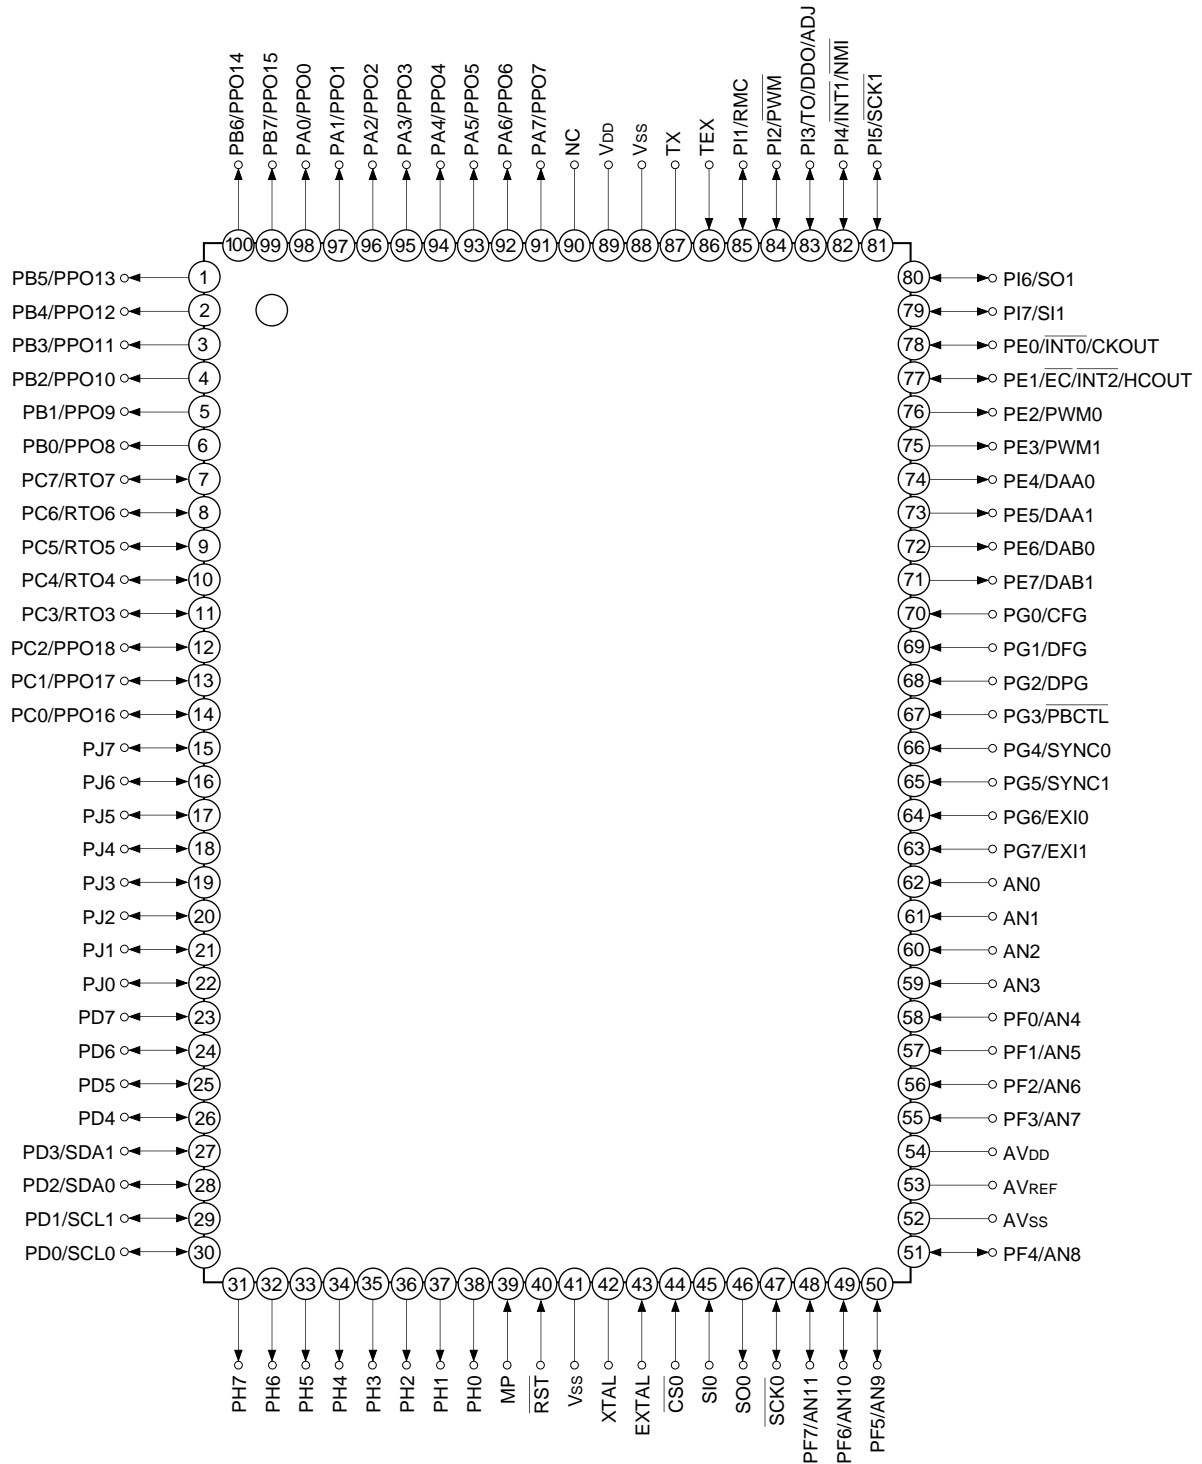 PB6/PPO14
PB7/PPO15
PA0/PPO0
PA1/PPO1
PA2/PPO2
PA3/PPO3
PA4/PPO4
PA5/PPO5
PA6/PPO6
PA7/PPO7
NC
VDD
VSS
TX
TEX
PI1/RMC
PI2/PWM
PI3/TO/DDO/ADJ
PI4/INT1/NMI
PI5/SCK1
100 99 98 97 96 95 94 93 92 91 90 89 88 87 86 85 84 83 82 81
PB5/PPO13 1
PB4/PPO12 2
PB3/PPO11 3
PB2/PPO10 4
PB1/PPO9 5
PB0/PPO8 6
PC7/RTO7 7
PC6/RTO6 8
PC5/RTO5 9
PC4/RTO4 10
PC3/RTO3 11
PC2/PPO18 12
PC1/PPO17 13
PC0/PPO16 14
PJ7 15
PJ6 16
PJ5 17
PJ4 18
PJ3 19
PJ2 20
PJ1 21
PJ0 22
PD7 23
PD6 24
PD5 25
PD4 26
PD3/SDA1 27
PD2/SDA0 28
PD1/SCL1 29
PD0/SCL0 30
80 PI6/SO1
79 PI7/SI1
78 PE0/INT0/CKOUT
77 PE1/EC/INT2/HCOUT
76 PE2/PWM0
75 PE3/PWM1
74 PE4/DAA0
73 PE5/DAA1
72 PE6/DAB0
71 PE7/DAB1
70 PG0/CFG
69 PG1/DFG
68 PG2/DPG
67 PG3/PBCTL
66 PG4/SYNC0
65 PG5/SYNC1
64 PG6/EXI0
63 PG7/EXI1
62 AN0
61 AN1
60 AN2
59 AN3
58 PF0/AN4
57 PF1/AN5
56 PF2/AN6
55 PF3/AN7
54 AVDD
53 AVREF
52 AVSS
51 PF4/AN8
31 32 33 34 35 36 37 38 39 40 41 42 43 44 45 46 47 48 49 50
PH7
PH6
PH5
PH4
PH3
PH2
PH1
PH0
MP
RST
VSS
XTAL
EXTAL
CS0
SI0
SO0
SCK0
PF7/AN11
PF6/AN10
PF5/AN9